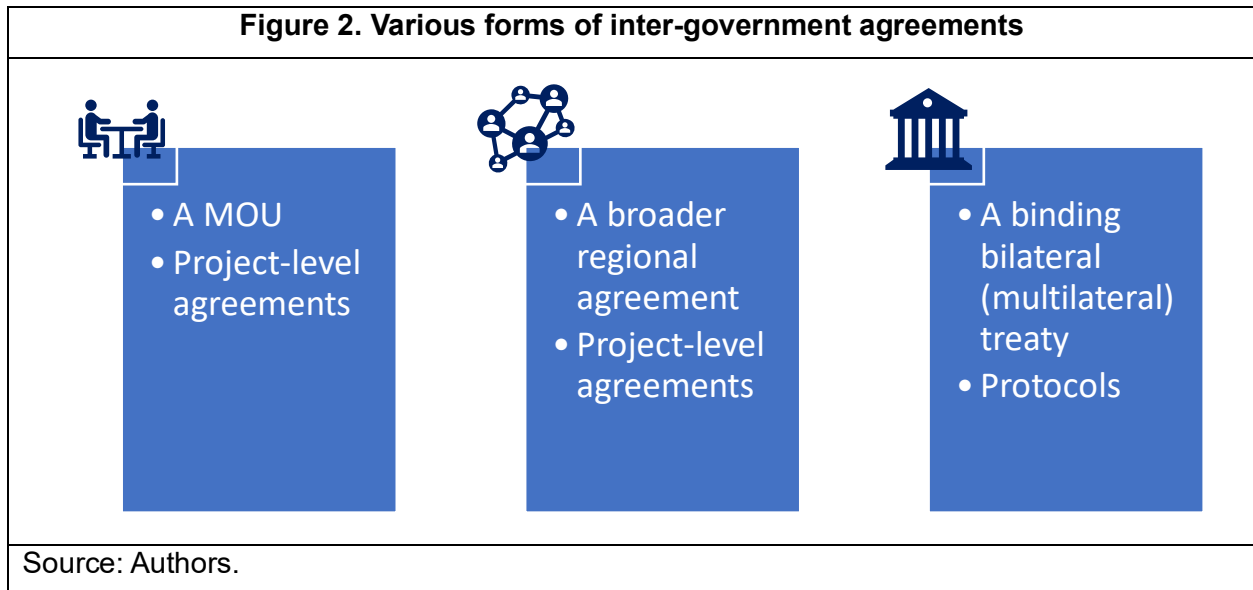 Figure 2. Various forms of inter-government agreements
• A MOU
• Project-level
agreements
• A broader
regional
agreement
• Project-level
agreements
• A binding
bilateral
(multilateral)
treaty
• Protocols
Source: Authors.